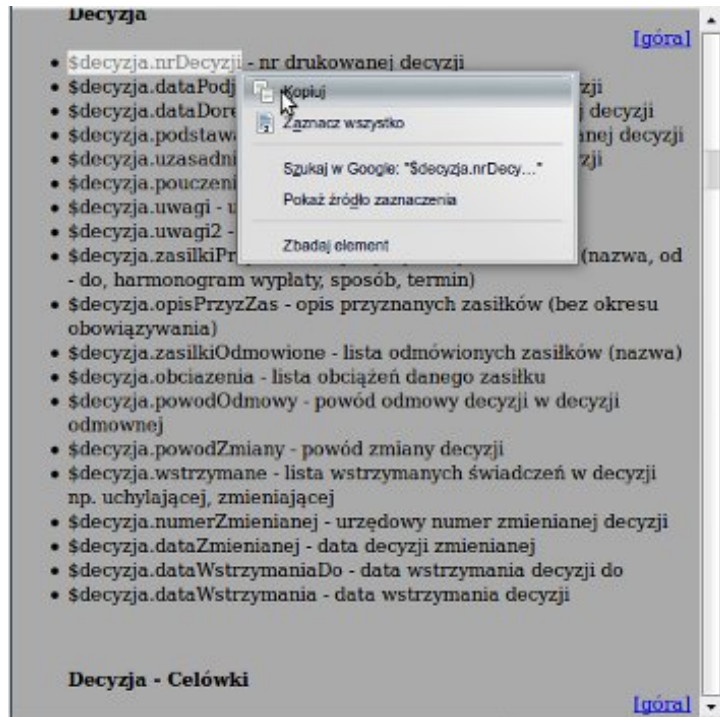 Decyzja
[góra]
$decyzja.nrDecyzji - nr drukowanej decyzji
$decyzja.dataPodj zji
$decyzja.dataDore j decyzji
$decyzja.podstaw anej decyzji
$decyzja.uzasadni zji
$decyzja.pouczeni
$decyzja.uwagi - u
$decyzja.uwagi2 -
$decyzja.zasilkiPr (nazwa, od
- do, harmonogram wypłaty, sposób, termin)
$decyzja.opisPrzyzZas - opis przyznanych zasiłków (bez okresu
obowiązywania)
$decyzja.zasilkiOdmowione - lista odmówionych zasiłków (nazwa)
$decyzja.obciazenia - lista obciążeń danego zasiłku
$decyzja.powodOdmowy - powód odmowy decyzji w decyzji
odmownej
$decyzja.powodZmiany - powód zmiany decyzji
$decyzja.wstrzymane - lista wstrzymanych świadczeń w decyzji
np. uchylającej, zmieniającej
$decyzja.numerZmienianej - urzędowy numer zmienianej decyzji
$decyzja.dataZmienianej - data decyzji zmienianej
$decyzja.dataWstrzymaniaDo - data wstrzymania decyzji do
$decyzja.dataWstrzymania - data wstrzymania decyzji
Decyzja - Celówki
[góra]
Kopiuj
Zaznacz wszystko
Szukaj w Google: "$decyzja.nrDecy..."
Pokaż źródło zaznaczenia
Zbadaj element